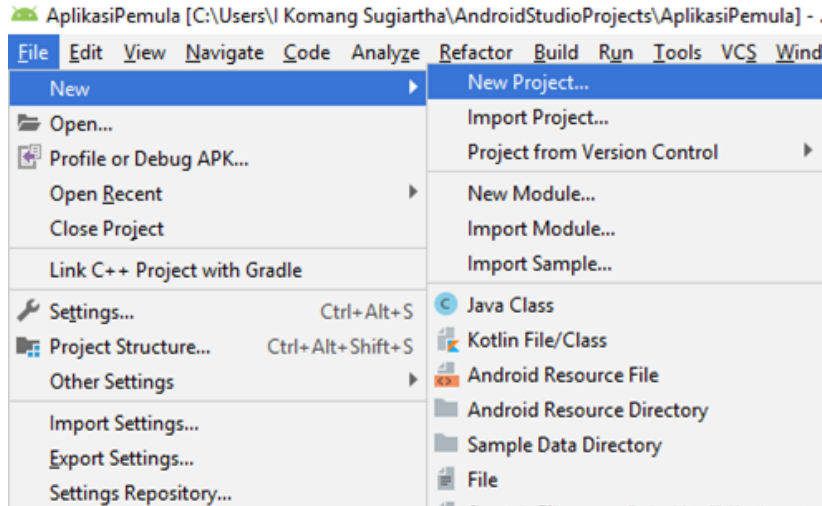 AplikasiPemula [C:\Users\I Komang Sugiartha\AndroidStudioProjects\AplikasiPemula] - .
File Edit View Navigate Code Analyze Refactor Build Run Tools VCS Wind
New
Open...
Profile or Debug APK...
Open Recent
Close Project
Link C++ Project with Gradle
Settings... Ctrl+Alt+S
Project Structure... Ctrl+Alt+Shift+S
Other Settings
Import Settings...
Export Settings...
Settings Repository...
New Project...
Import Project...
Project from Version Control
New Module...
Import Module...
Import Sample...
C Java Class
Kotlin File/Class
Android Resource File
Android Resource Directory
Sample Data Directory
File